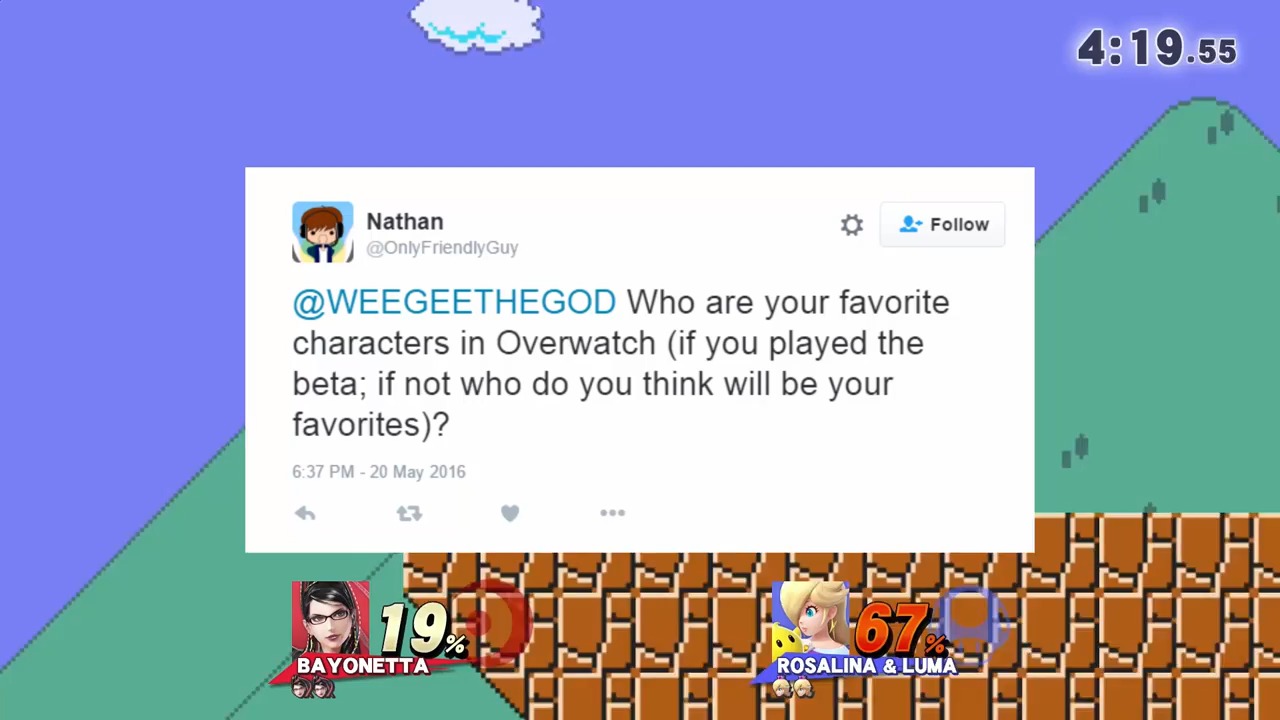 4:19.55
Nathan
@OnlyFriendlyGuy
Follow
@WEEGEETHEGOD Who are your favorite
characters in Overwatch (if you played the
beta; if not who do you think will be your
favorites)?
6:37 PM - 20 May 2016
19%
BAYONETTA
67%
ROSALINA & LUMA